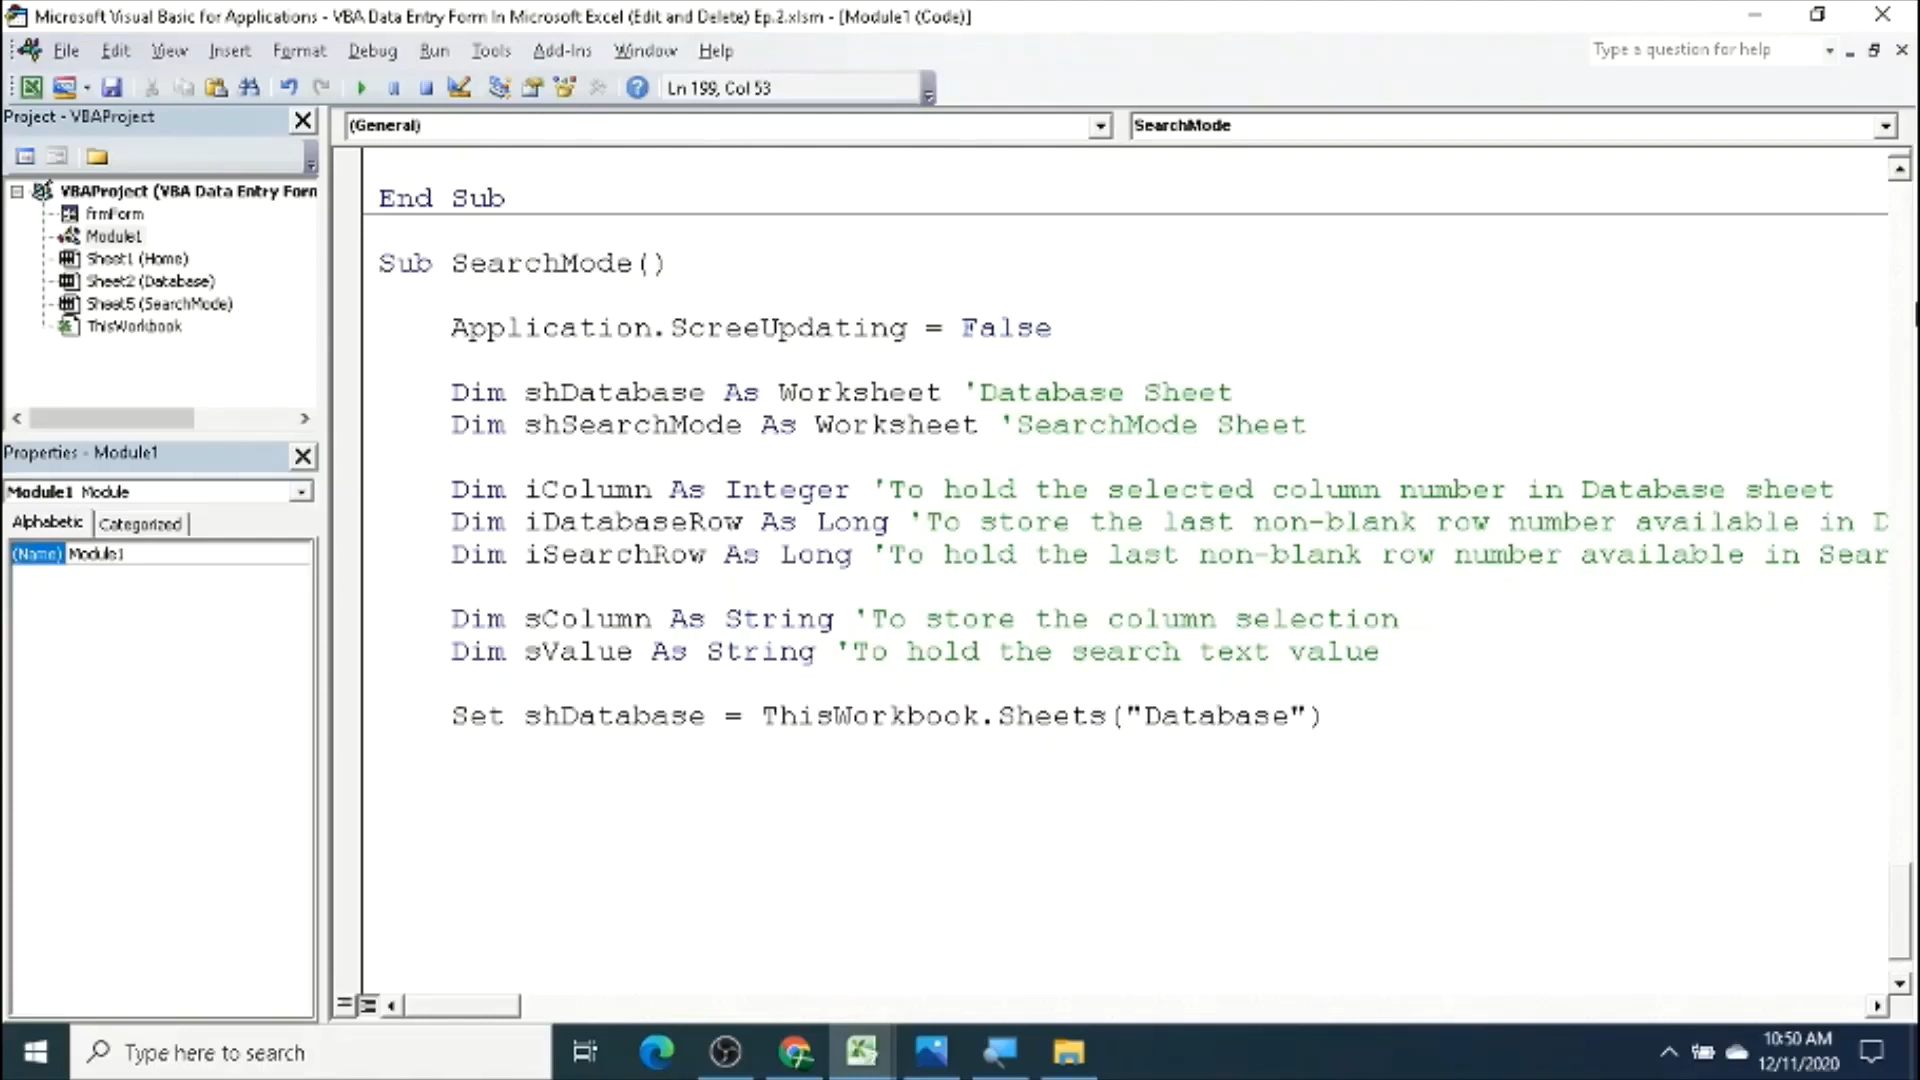 Microsoft Visual Basic for Applications - VBA Data Entry Form In Microsoft Excel (Edit and Delete) Ep.2.xlsm - [Module1 (Code)]
File Edit View Insert Format Debug Run Tools Add-Ins Window Help
Type a question for help
Ln 199, Col 53
Project - VBAProject
(General)
SearchMode
VBAProject (VBA Data Entry Form
frmForm
Module1
Sheet1 (Home)
Sheet2 (Database)
Sheet5 (SearchMode)
ThisWorkbook
Properties - Module1
Module1 Module
Alphabetic Categorized
(Name) Module1
End Sub
Sub SearchMode()
Application.ScreeUpdating = False
Dim shDatabase As Worksheet 'Database Sheet
Dim shSearchMode As Worksheet 'SearchMode Sheet
Dim iColumn As Integer 'To hold the selected column number in Database sheet
Dim iDatabaseRow As Long 'To store the last non-blank row number available in D
Dim iSearchRow As Long 'To hold the last non-blank row number available in Sear
Dim sColumn As String 'To store the column selection
Dim sValue As String 'To hold the search text value
Set shDatabase = ThisWorkbook.Sheets("Database")
Type here to search
10:50 AM
12/11/2020